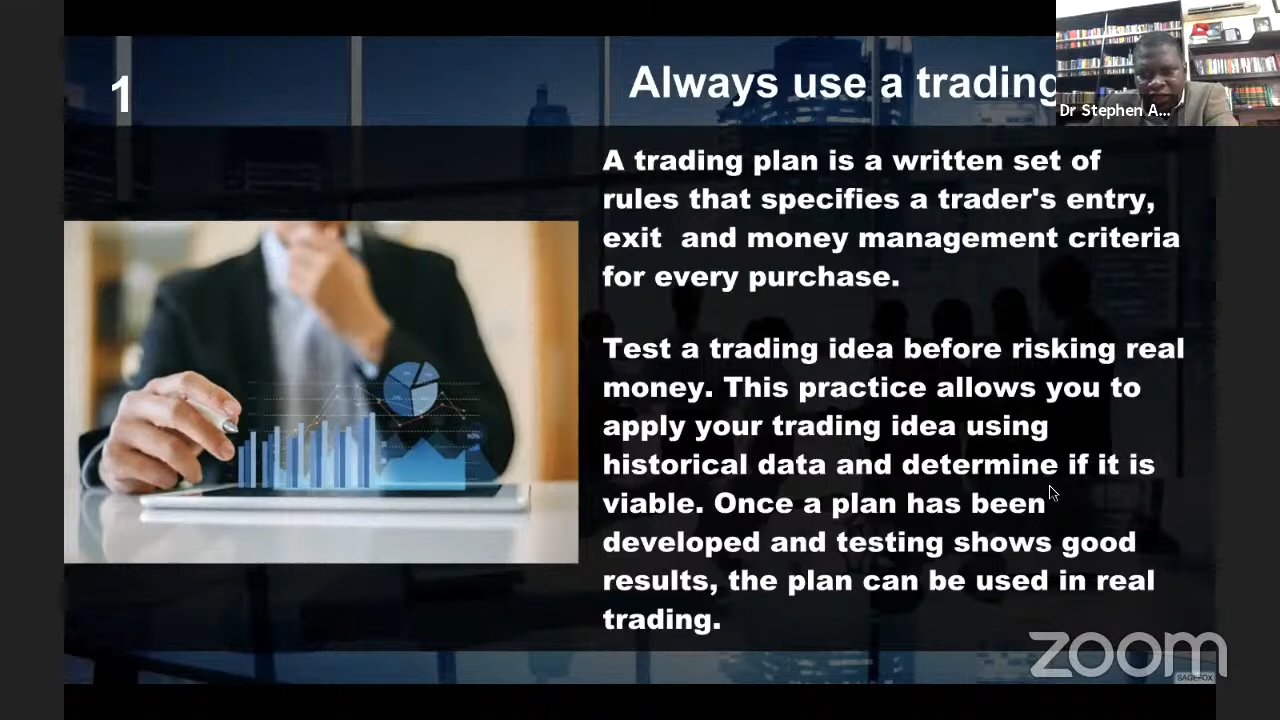 1
Always use a trading
Dr Stephen A...
A trading plan is a written set of
rules that specifies a trader's entry,
exit  and money management criteria
for every purchase.
Test a trading idea before risking real
money. This practice allows you to
apply your trading idea using
historical data and determine if it is
viable. Once a plan has been
developed and testing shows good
results, the plan can be used in real
trading.
zoom
SAGEFOX